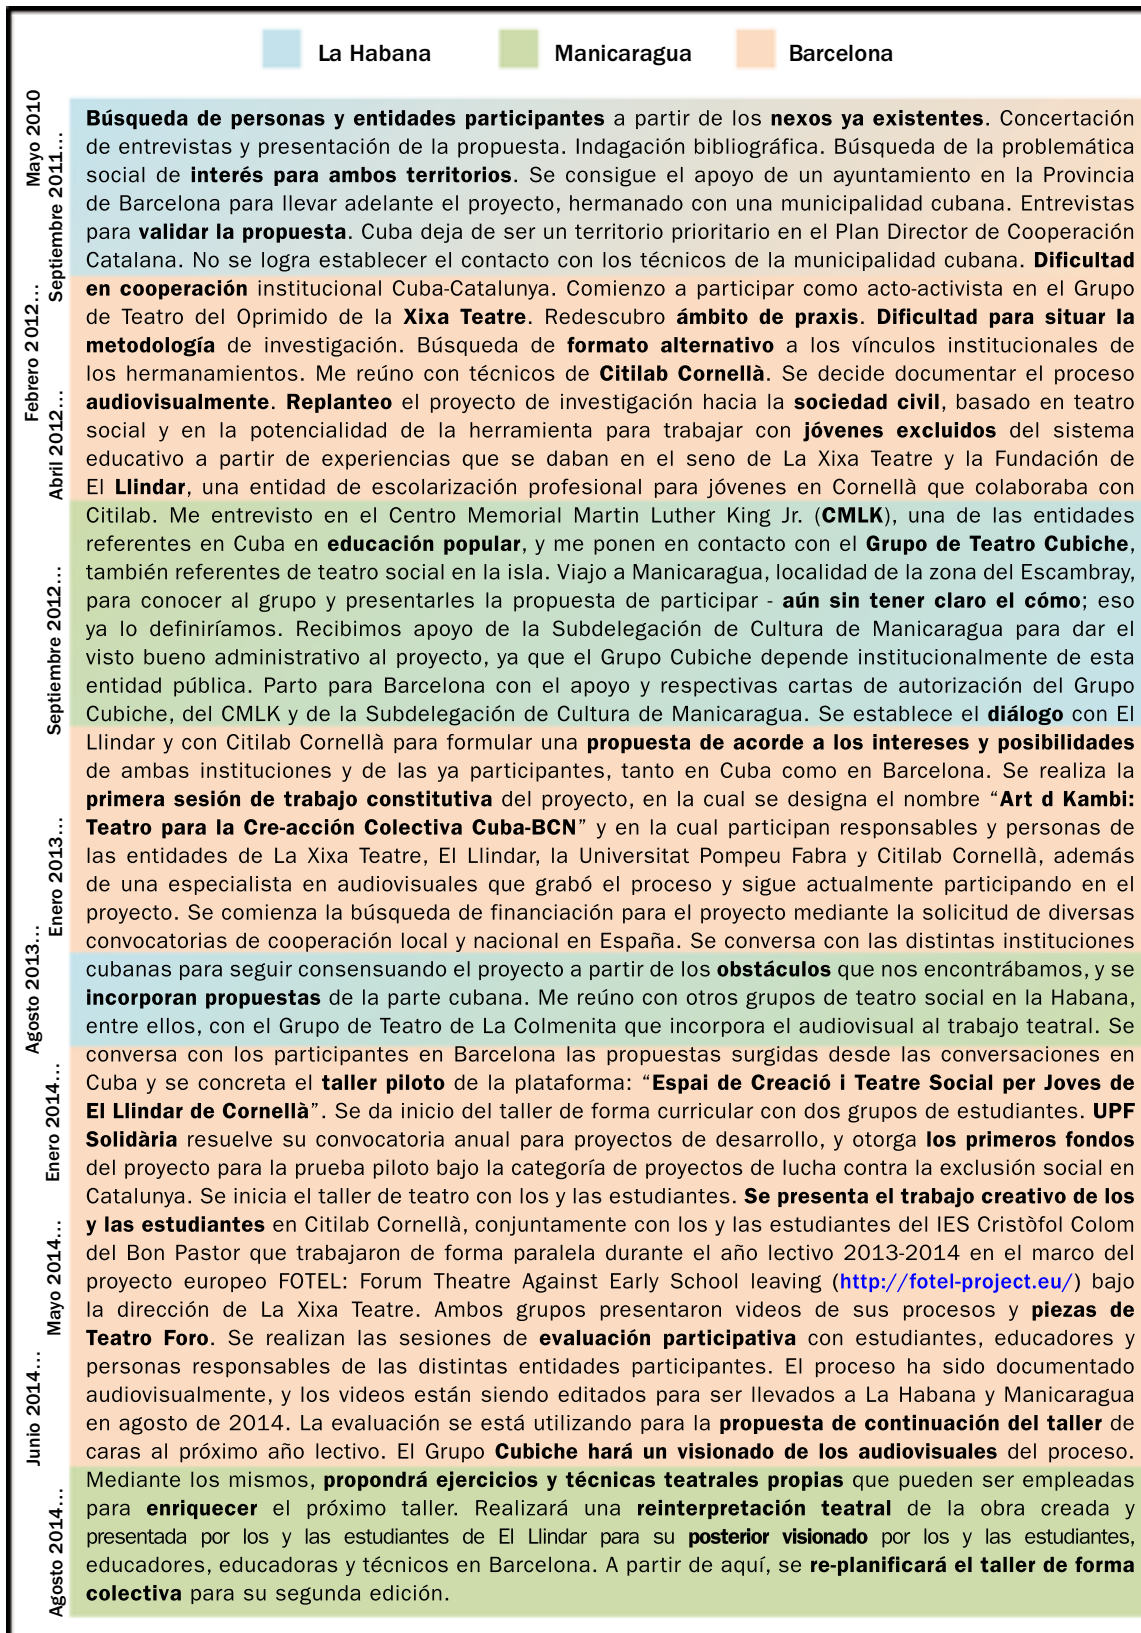 La Habana
Manicaragua
Barcelona
Mayo 2010
Septiembre 2011...
Febrero 2012...
Abril 2012...
Septiembre 2012...
Enero 2013...
Agosto 2013...
Enero 2014...
Mayo 2014...
Junio 2014...
Agosto 2014...
Búsqueda de personas y entidades participantes a partir de los nexos ya existentes. Concertación
de entrevistas y presentación de la propuesta. Indagación bibliográfica. Búsqueda de la problemática
social de interés para ambos territorios. Se consigue el apoyo de un ayuntamiento en la Provincia
de Barcelona para llevar adelante el proyecto, hermanado con una municipalidad cubana. Entrevistas
para validar la propuesta. Cuba deja de ser un territorio prioritario en el Plan Director de Cooperación
Catalana. No se logra establecer el contacto con los técnicos de la municipalidad cubana. Dificultad
en cooperación institucional Cuba-Catalunya. Comienzo a participar como acto-activista en el Grupo
de Teatro del Oprimido de la Xixa Teatre. Redescubro ámbito de praxis. Dificultad para situar la
metodología de investigación. Búsqueda de formato alternativo a los vínculos institucionales de
los hermanamientos. Me reúno con técnicos de Citilab Cornellà. Se decide documentar el proceso
audiovisualmente. Replanteo el proyecto de investigación hacia la sociedad civil, basado en teatro
social y en la potencialidad de la herramienta para trabajar con jóvenes excluidos del sistema
educativo a partir de experiencias que se daban en el seno de La Xixa Teatre y la Fundación de
El Llindar, una entidad de escolarización profesional para jóvenes en Cornellà que colaboraba con
Citilab. Me entrevisto en el Centro Memorial Martin Luther King Jr. (CMLK), una de las entidades
referentes en Cuba en educación popular, y me ponen en contacto con el Grupo de Teatro Cubiche,
también referentes de teatro social en la isla. Viajo a Manicaragua, localidad de la zona del Escambray,
para conocer al grupo y presentarles la propuesta de participar - aún sin tener claro el cómo; eso
ya lo definiríamos. Recibimos apoyo de la Subdelegación de Cultura de Manicaragua para dar el
visto bueno administrativo al proyecto, ya que el Grupo Cubiche depende institucionalmente de esta
entidad pública. Parto para Barcelona con el apoyo y respectivas cartas de autorización del Grupo
Cubiche, del CMLK y de la Subdelegación de Cultura de Manicaragua. Se establece el diálogo con El
Llindar y con Citilab Cornellà para formular una propuesta de acorde a los intereses y posibilidades
de ambas instituciones y de las ya participantes, tanto en Cuba como en Barcelona. Se realiza la
primera sesión de trabajo constitutiva del proyecto, en la cual se designa el nombre “Art d Kambi:
Teatro para la Cre-acción Colectiva Cuba-BCN” y en la cual participan responsables y personas de
las entidades de La Xixa Teatre, El Llindar, la Universitat Pompeu Fabra y Citilab Cornellà, además
de una especialista en audiovisuales que grabó el proceso y sigue actualmente participando en el
proyecto. Se comienza la búsqueda de financiación para el proyecto mediante la solicitud de diversas
convocatorias de cooperación local y nacional en España. Se conversa con las distintas instituciones
cubanas para seguir consensuando el proyecto a partir de los obstáculos que nos encontrábamos, y se
incorporan propuestas de la parte cubana. Me reúno con otros grupos de teatro social en la Habana,
entre ellos, con el Grupo de Teatro de La Colmenita que incorpora el audiovisual al trabajo teatral. Se
conversa con los participantes en Barcelona las propuestas surgidas desde las conversaciones en
Cuba y se concreta el taller piloto de la plataforma: “Espai de Creació i Teatre Social per Joves de
El Llindar de Cornellà”. Se da inicio del taller de forma curricular con dos grupos de estudiantes. UPF
Solidària resuelve su convocatoria anual para proyectos de desarrollo, y otorga los primeros fondos
del proyecto para la prueba piloto bajo la categoría de proyectos de lucha contra la exclusión social en
Catalunya. Se inicia el taller de teatro con los y las estudiantes. Se presenta el trabajo creativo de los
y las estudiantes en Citilab Cornellà, conjuntamente con los y las estudiantes del IES Cristòfol Colom
del Bon Pastor que trabajaron de forma paralela durante el año lectivo 2013-2014 en el marco del
proyecto europeo FOTEL: Forum Theatre Against Early School leaving (http://fotel-project.eu/) bajo
la dirección de La Xixa Teatre. Ambos grupos presentaron videos de sus procesos y piezas de
Teatro Foro. Se realizan las sesiones de evaluación participativa con estudiantes, educadores y
personas responsables de las distintas entidades participantes. El proceso ha sido documentado
audiovisualmente, y los videos están siendo editados para ser llevados a La Habana y Manicaragua
en agosto de 2014. La evaluación se está utilizando para la propuesta de continuación del taller de
caras al próximo año lectivo. El Grupo Cubiche hará un visionado de los audiovisuales del proceso.
Mediante los mismos, propondrá ejercicios y técnicas teatrales propias que pueden ser empleadas
para enriquecer el próximo taller. Realizará una reinterpretación teatral de la obra creada y
presentada por los y las estudiantes de El Llindar para su posterior visionado por los y las estudiantes,
educadores, educadoras y técnicos en Barcelona. A partir de aquí, se re-planificará el taller de forma
colectiva para su segunda edición.